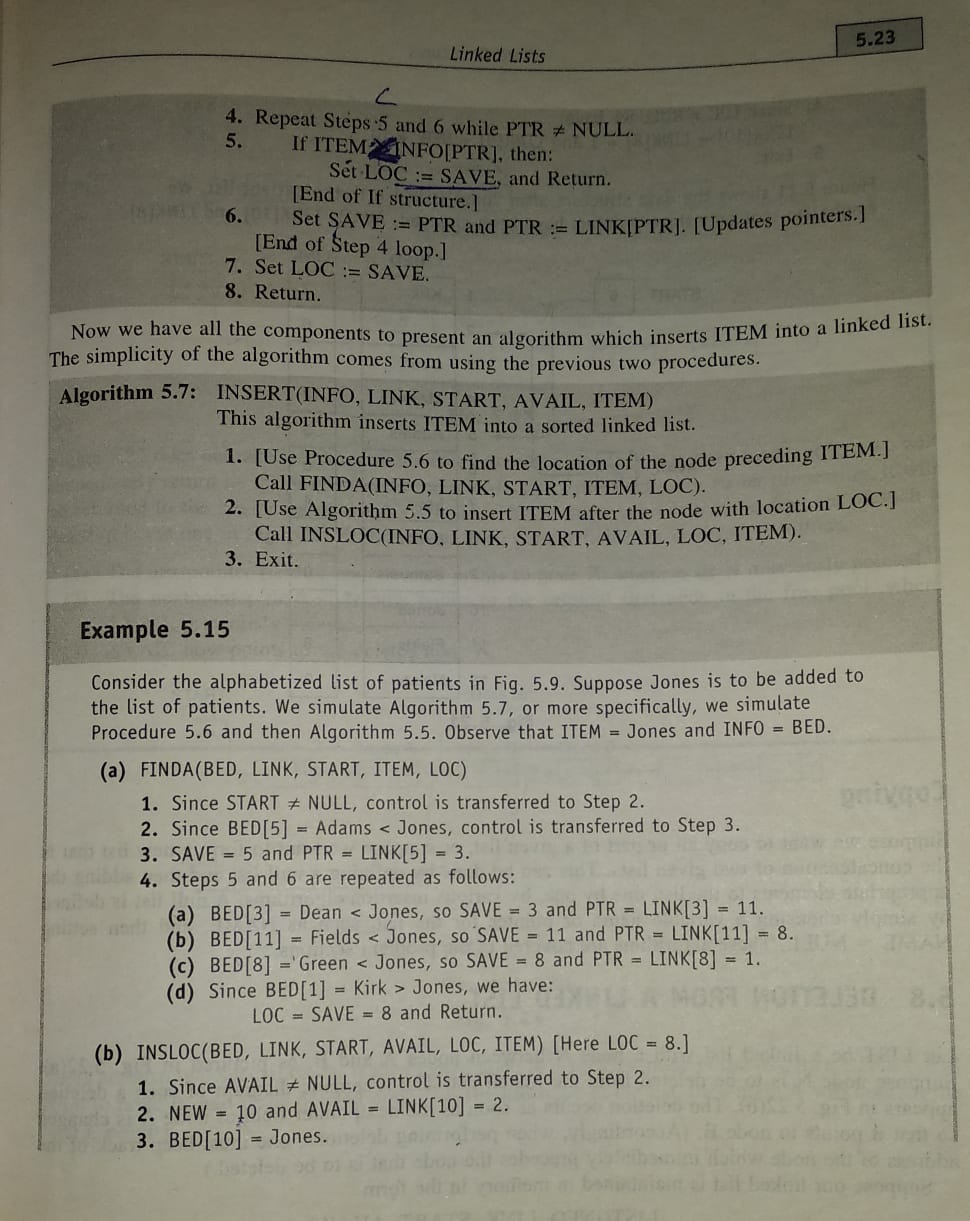 Linked Lists
5.23
4. Repeat Steps 5 and 6 while PTR ≠ NULL.
5. If ITEM INFO[PTR], then:
Set LOC := SAVE, and Return.
[End of If structure.]
6. Set SAVE := PTR and PTR := LINK[PTR]. [Updates pointers.]
[End of Step 4 loop.]
7. Set LOC := SAVE.
8. Return.
Now we have all the components to present an algorithm which inserts ITEM into a linked list.
The simplicity of the algorithm comes from using the previous two procedures.
Algorithm 5.7: INSERT(INFO, LINK, START, AVAIL, ITEM)
This algorithm inserts ITEM into a sorted linked list.
1. [Use Procedure 5.6 to find the location of the node preceding ITEM.]
Call FINDA(INFO, LINK, START, ITEM, LOC).
2. [Use Algorithm 5.5 to insert ITEM after the node with location LOC.]
Call INSLOC(INFO, LINK, START, AVAIL, LOC, ITEM).
3. Exit.
Example 5.15
Consider the alphabetized list of patients in Fig. 5.9. Suppose Jones is to be added to
the list of patients. We simulate Algorithm 5.7, or more specifically, we simulate
Procedure 5.6 and then Algorithm 5.5. Observe that ITEM = Jones and INFO = BED.
(a) FINDA(BED, LINK, START, ITEM, LOC)
1. Since START ≠ NULL, control is transferred to Step 2.
2. Since BED[5] = Adams < Jones, control is transferred to Step 3.
3. SAVE = 5 and PTR = LINK[5] = 3.
4. Steps 5 and 6 are repeated as follows:
(a) BED[3] = Dean < Jones, so SAVE = 3 and PTR = LINK[3] = 11.
(b) BED[11] = Fields < Jones, so SAVE = 11 and PTR = LINK[11] = 8.
(c) BED[8] = Green < Jones, so SAVE = 8 and PTR = LINK[8] = 1.
(d) Since BED[1] = Kirk > Jones, we have:
LOC = SAVE = 8 and Return.
(b) INSLOC(BED, LINK, START, AVAIL, LOC, ITEM) [Here LOC = 8.]
1. Since AVAIL ≠ NULL, control is transferred to Step 2.
2. NEW = 10 and AVAIL = LINK[10] = 2.
3. BED[10] = Jones.